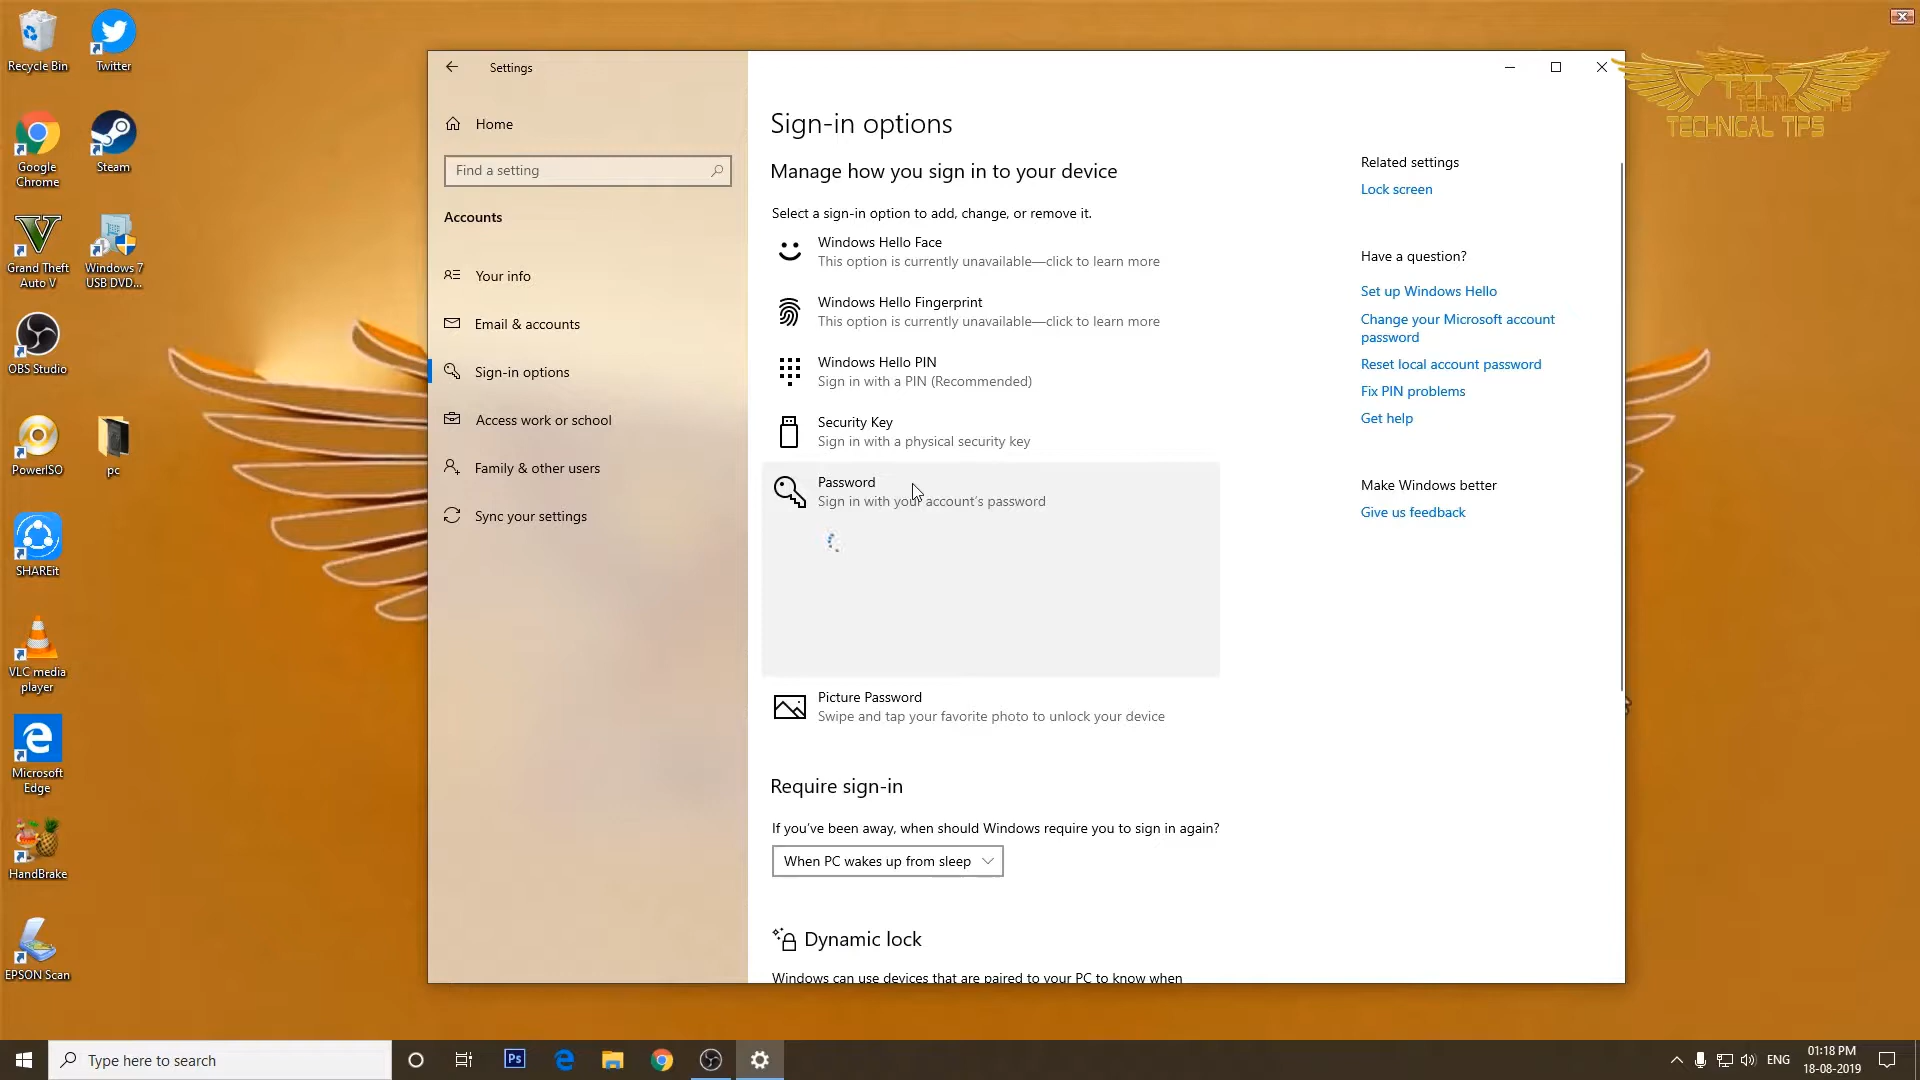 Recycle Bin
Twitter
Google
Chrome
Steam
Grand Theft
Auto V
Windows 7
USB DVD...
OBS Studio
PowerISO
pc
SHAREit
VLC media
player
Microsoft
Edge
HandBrake
EPSON Scan
TECHNICAL TIPS
Settings
Home
Find a setting
Accounts
Your info
Email & accounts
Sign-in options
Access work or school
Family & other users
Sync your settings
Sign-in options
Manage how you sign in to your device
Select a sign-in option to add, change, or remove it.
Windows Hello Face
This option is currently unavailable—click to learn more
Windows Hello Fingerprint
This option is currently unavailable—click to learn more
Windows Hello PIN
Sign in with a PIN (Recommended)
Security Key
Sign in with a physical security key
Password
Sign in with your account's password
Picture Password
Swipe and tap your favorite photo to unlock your device
Require sign-in
If you've been away, when should Windows require you to sign in again?
When PC wakes up from sleep
Dynamic lock
Windows can use devices that are paired to your PC to know when
Related settings
Lock screen
Have a question?
Set up Windows Hello
Change your Microsoft account
password
Reset local account password
Fix PIN problems
Get help
Make Windows better
Give us feedback
Type here to search
Ps
ENG
01:18 PM
18-08-2019